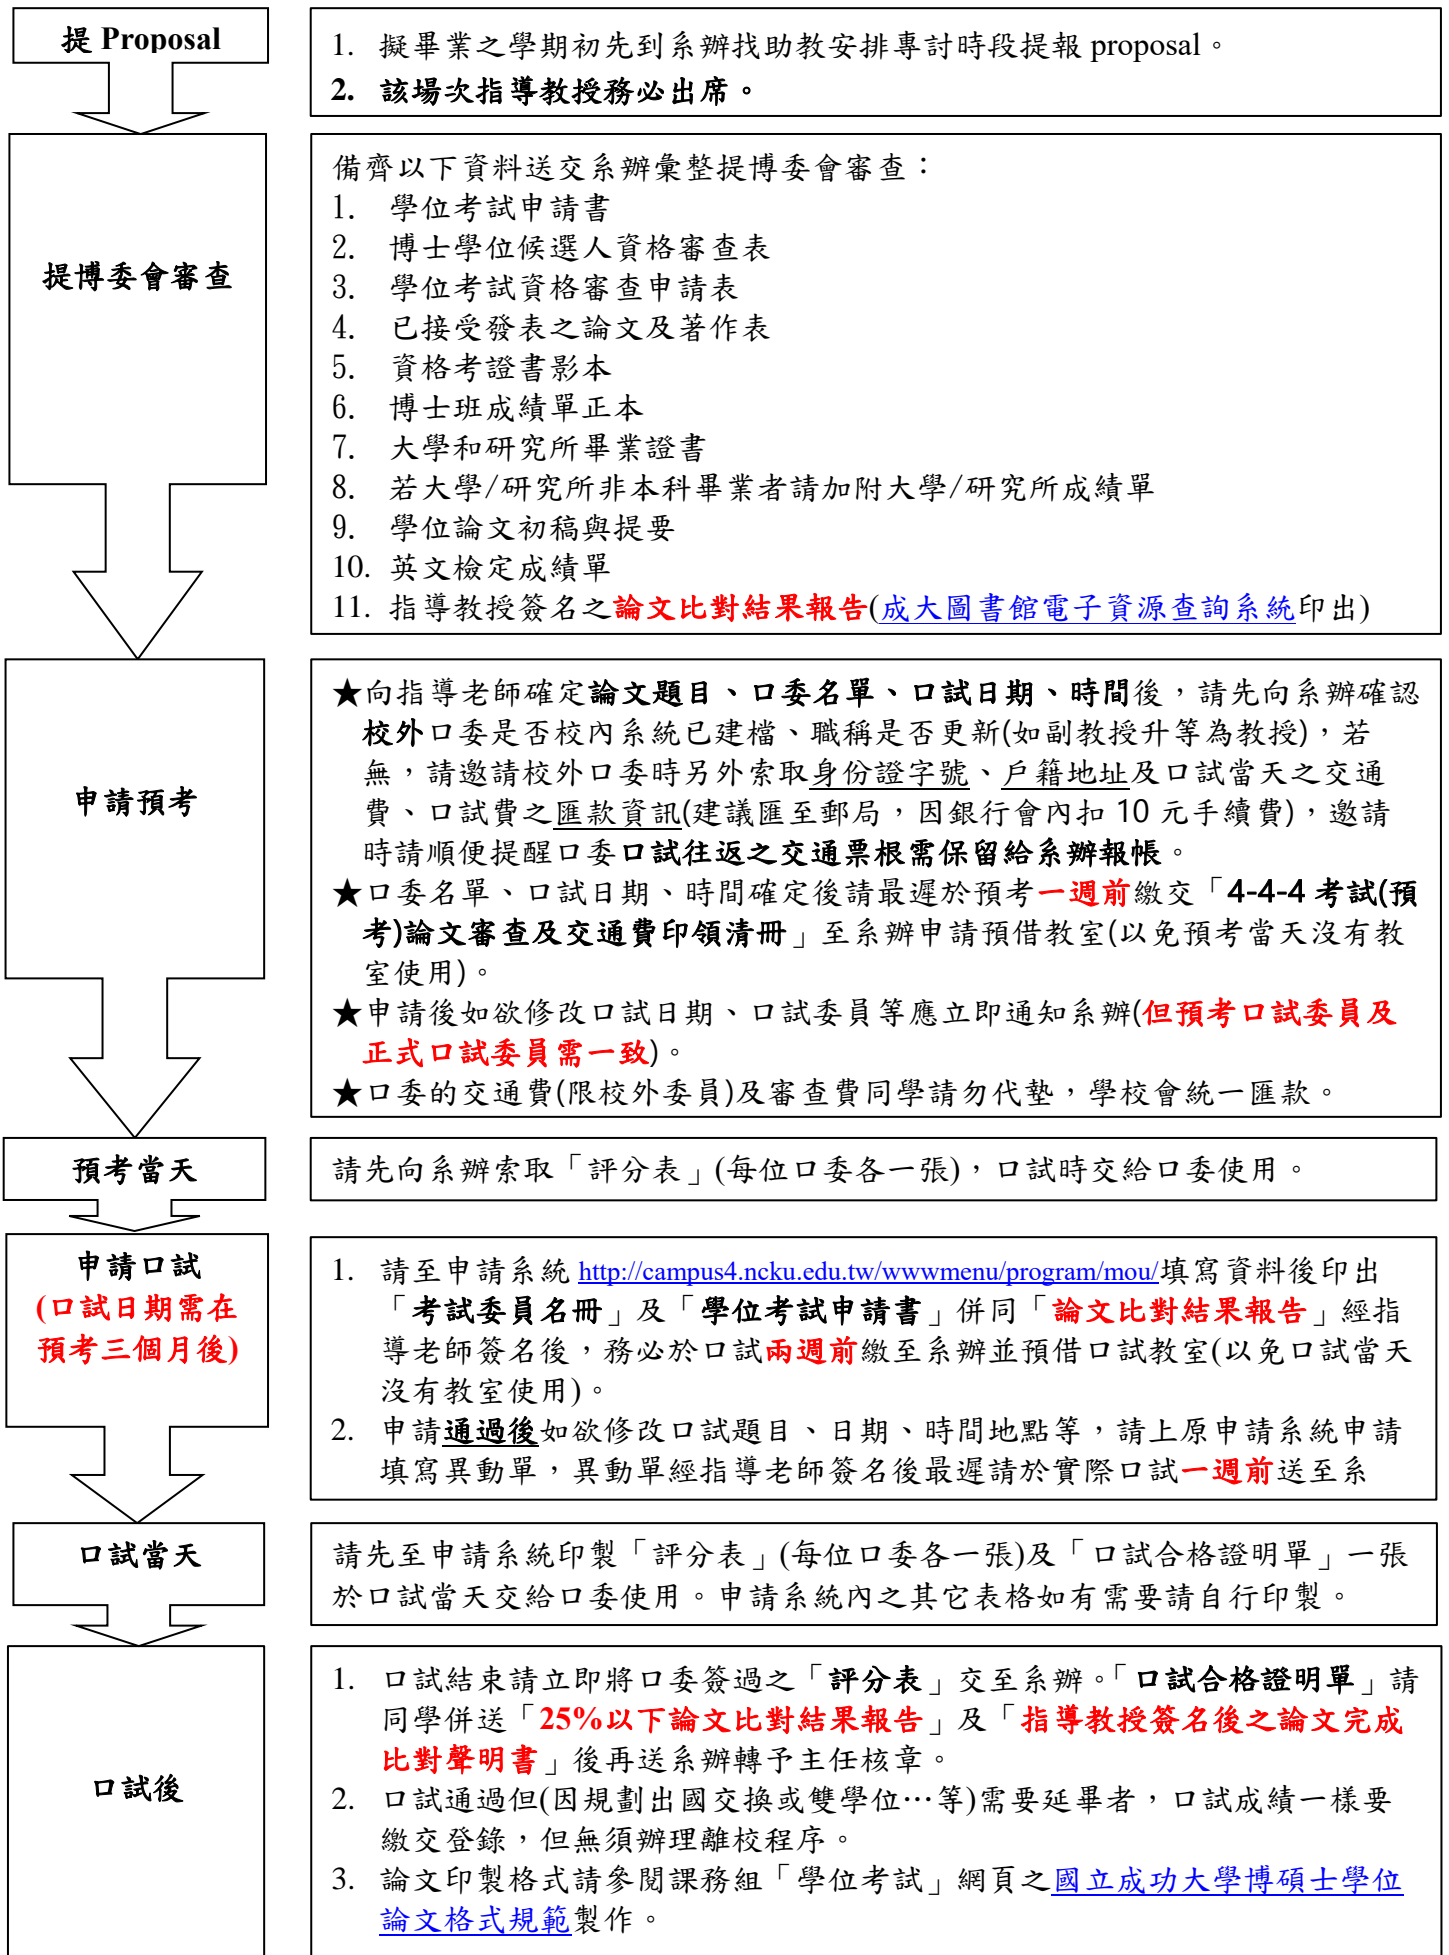 提 Proposal
1. 擬畢業之學期初先到系辦找助教安排專討時段提報 proposal。
2. 該場次指導教授務必出席。
提博委會審查
備齊以下資料送交系辦彙整提博委會審查：
1. 學位考試申請書
2. 博士學位候選人資格審查表
3. 學位考試資格審查申請表
4. 已接受發表之論文及著作表
5. 資格考證書影本
6. 博士班成績單正本
7. 大學和研究所畢業證書
8. 若大學/研究所非本科畢業者請加附大學/研究所成績單
9. 學位論文初稿與提要
10. 英文檢定成績單
11. 指導教授簽名之論文比對結果報告(成大圖書館電子資源查詢系統印出)
申請預考
★向指導老師確定論文題目、口委名單、口試日期、時間後，請先向系辦確認
校外口委是否校內系統已建檔、職稱是否更新(如副教授升等為教授)，若
無，請邀請校外口委時另外索取身份證字號、戶籍地址及口試當天之交通
費、口試費之匯款資訊(建議匯至郵局，因銀行會內扣 10 元手續費)，邀請
時請順便提醒口委口試往返之交通票根需保留給系辦報帳。
★口委名單、口試日期、時間確定後請最遲於預考一週前繳交「4-4-4 考試(預
考)論文審查及交通費印領清冊」至系辦申請預借教室(以免預考當天沒有教
室使用)。
★申請後如欲修改口試日期、口試委員等應立即通知系辦(但預考口試委員及
正式口試委員需一致)。
★口委的交通費(限校外委員)及審查費同學請勿代墊，學校會統一匯款。
預考當天
請先向系辦索取「評分表」(每位口委各一張)，口試時交給口委使用。
申請口試
(口試日期需在
預考三個月後)
1. 請至申請系統 http://campus4.ncku.edu.tw/wwwmenu/program/mou/填寫資料後印出
「考試委員名冊」及「學位考試申請書」併同「論文比對結果報告」經指
導老師簽名後，務必於口試兩週前繳至系辦並預借口試教室(以免口試當天
沒有教室使用)。
2. 申請通過後如欲修改口試題目、日期、時間地點等，請上原申請系統申請
填寫異動單，異動單經指導老師簽名後最遲請於實際口試一週前送至系
口試當天
請先至申請系統印製「評分表」(每位口委各一張)及「口試合格證明單」一張
於口試當天交給口委使用。申請系統內之其它表格如有需要請自行印製。
口試後
1. 口試結束請立即將口委簽過之「評分表」交至系辦。「口試合格證明單」請
同學併送「25%以下論文比對結果報告」及「指導教授簽名後之論文完成
比對聲明書」後再送系辦轉予主任核章。
2. 口試通過但(因規劃出國交換或雙學位…等)需要延畢者，口試成績一樣要
繳交登錄，但無須辦理離校程序。
3. 論文印製格式請參閱課務組「學位考試」網頁之國立成功大學博碩士學位
論文格式規範製作。